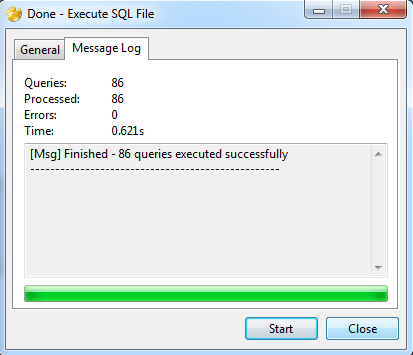 Done - Execute SQL File
General Message Log
Queries: 86
Processed: 86
Errors: 0
Time: 0.621s
[Msg] Finished - 86 queries executed successfully
--------------------------------------------------
Start Close